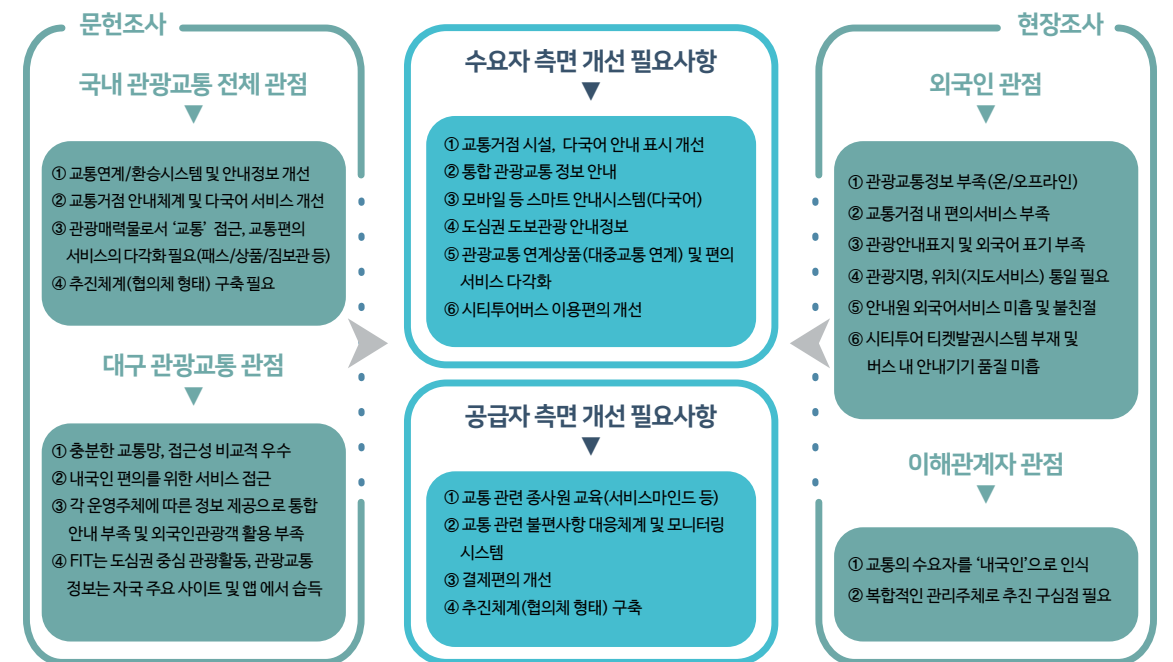 문헌조사
국내 관광교통 전체 관점
▼
① 교통연계/환승시스템 및 안내정보 개선
② 교통거점 안내체계 및 다국어 서비스 개선
③ 관광매력물로서 ‘교통’ 접근, 교통편의
서비스의 다각화 필요(패스/상품/짐보관 등)
④ 추진체계(협의체 형태) 구축 필요
대구 관광교통 관점
▼
① 충분한 교통망, 접근성 비교적 우수
② 내국인 편의를 위한 서비스 접근
③ 각 운영주체에 따른 정보 제공으로 통합
안내 부족 및 외국인관광객 활용 부족
④ FIT는 도심권 중심 관광활동, 관광교통
정보는 자국 주요 사이트 및 앱 에서 습득
수요자 측면 개선 필요사항
▼
① 교통거점 시설, 다국어 안내 표시 개선
② 통합 관광교통 정보 안내
③ 모바일 등 스마트 안내시스템(다국어)
④ 도심권 도보관광 안내정보
⑤ 관광교통 연계상품(대중교통 연계) 및 편의
서비스 다각화
⑥ 시티투어버스 이용편의 개선
공급자 측면 개선 필요사항
▼
① 교통 관련 종사원 교육(서비스마인드 등)
② 교통 관련 불편사항 대응체계 및 모니터링
시스템
③ 결제편의 개선
④ 추진체계(협의체 형태) 구축
현장조사
외국인 관점
▼
① 관광교통정보 부족(온/오프라인)
② 교통거점 내 편의서비스 부족
③ 관광안내표지 및 외국어 표기 부족
④ 관광지명, 위치(지도서비스) 통일 필요
⑤ 안내원 외국어서비스 미흡 및 불친절
⑥ 시티투어 티켓발권시스템 부재 및
버스 내 안내기기 품질 미흡
이해관계자 관점
▼
① 교통의 수요자를 ‘내국인’으로 인식
② 복합적인 관리주체로 추진 구심점 필요